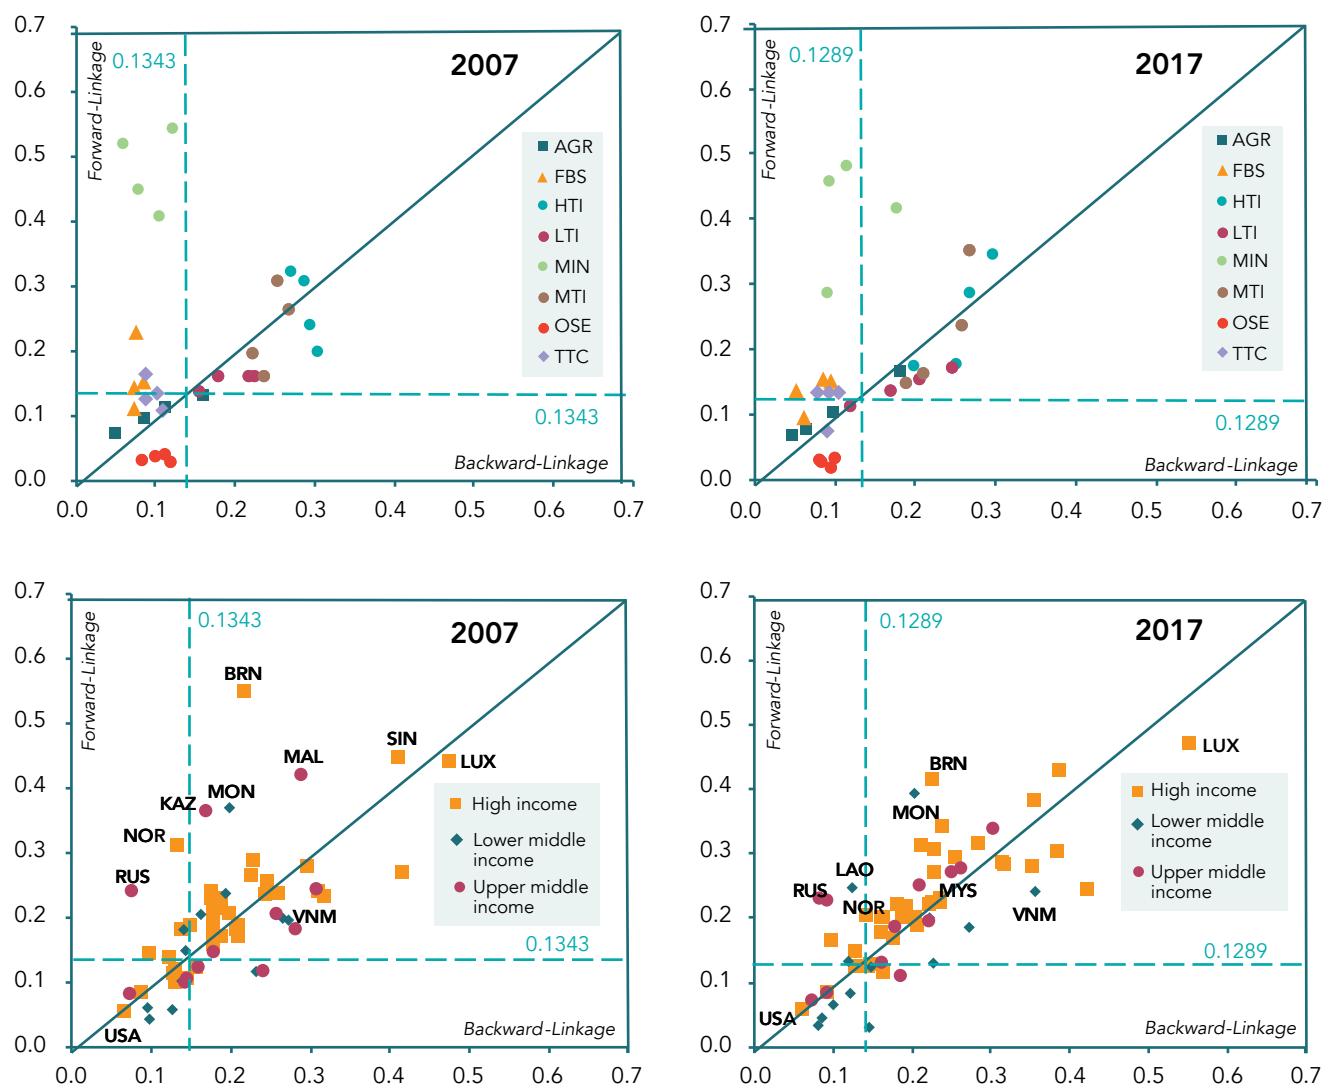 0.7
0.6
0.5
0.4
0.3
0.2
0.1
0.0
Forward-Linkage
0.1343
2007
AGR
FBS
HTI
LTI
MIN
MTI
OSE
TTC
0.1343
Backward-Linkage
0.0 0.1 0.2 0.3 0.4 0.5 0.6 0.7
0.7
0.6
0.5
0.4
0.3
0.2
0.1
0.0
Forward-Linkage
0.1289
2017
AGR
FBS
HTI
LTI
MIN
MTI
OSE
TTC
0.1289
Backward-Linkage
0.0 0.1 0.2 0.3 0.4 0.5 0.6 0.7
0.7
0.6
0.5
0.4
0.3
0.2
0.1
0.0
Forward-Linkage
0.1343
2007
BRN
SIN
LUX
MAL
MON
KAZ
NOR
RUS
VNM
USA
High income
Lower middle
income
Upper middle
income
0.1343
Backward-Linkage
0.0 0.1 0.2 0.3 0.4 0.5 0.6 0.7
0.7
0.6
0.5
0.4
0.3
0.2
0.1
0.0
Forward-Linkage
0.1289
2017
LUX
BRN
MON
LAO
RUS
MYS
NOR
VNM
USA
High income
Lower middle
income
Upper middle
income
0.1289
Backward-Linkage
0.0 0.1 0.2 0.3 0.4 0.5 0.6 0.7